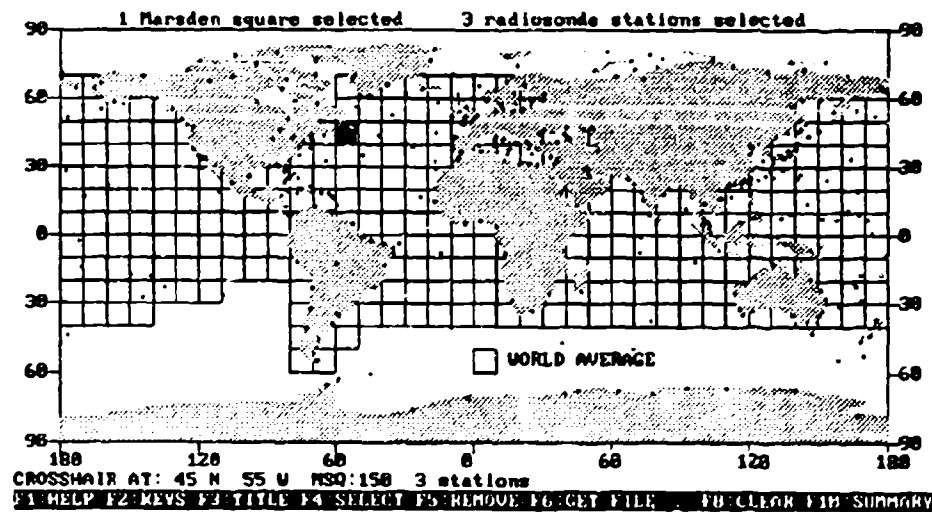 1 Marsden square selected 3 radiosonde stations selected
90 90
60 60
30 30
0 0
30 30
WORLD AVERAGE
60 60
90 90
180 120 60 0 60 120 180
CROSSHAIR AT: 45 N 55 W MSQ:150 3 stations
F1 HELP F2 KEYS F3 TITLE F4 SELECT F5 REMOVE F6 GET FILE . F8 CLEAR F10 SUMMARY